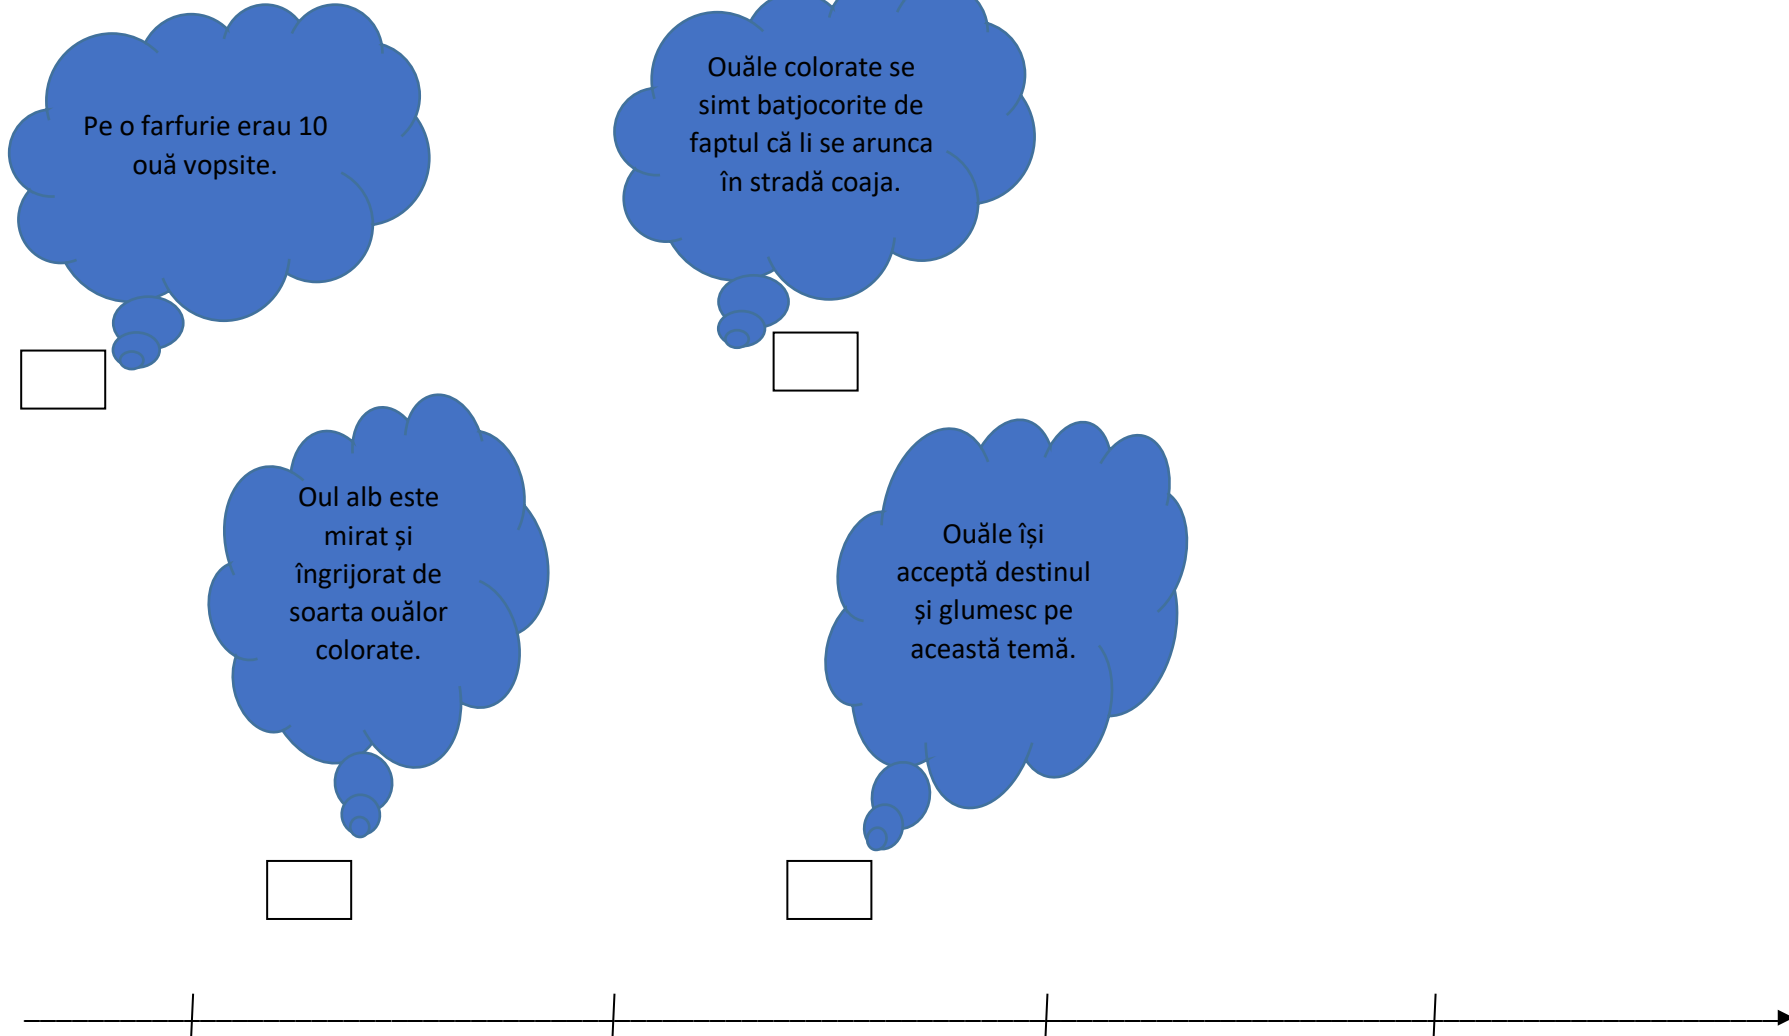 Pe o farfurie erau 10
ouă vopsite.
Ouăle colorate se
simt batjocorite de
faptul că li se arunca
în stradă coaja.
Oul alb este
mirat și
îngrijorat de
soarta ouălor
colorate.
Ouăle își
acceptă destinul
și glumesc pe
această temă.